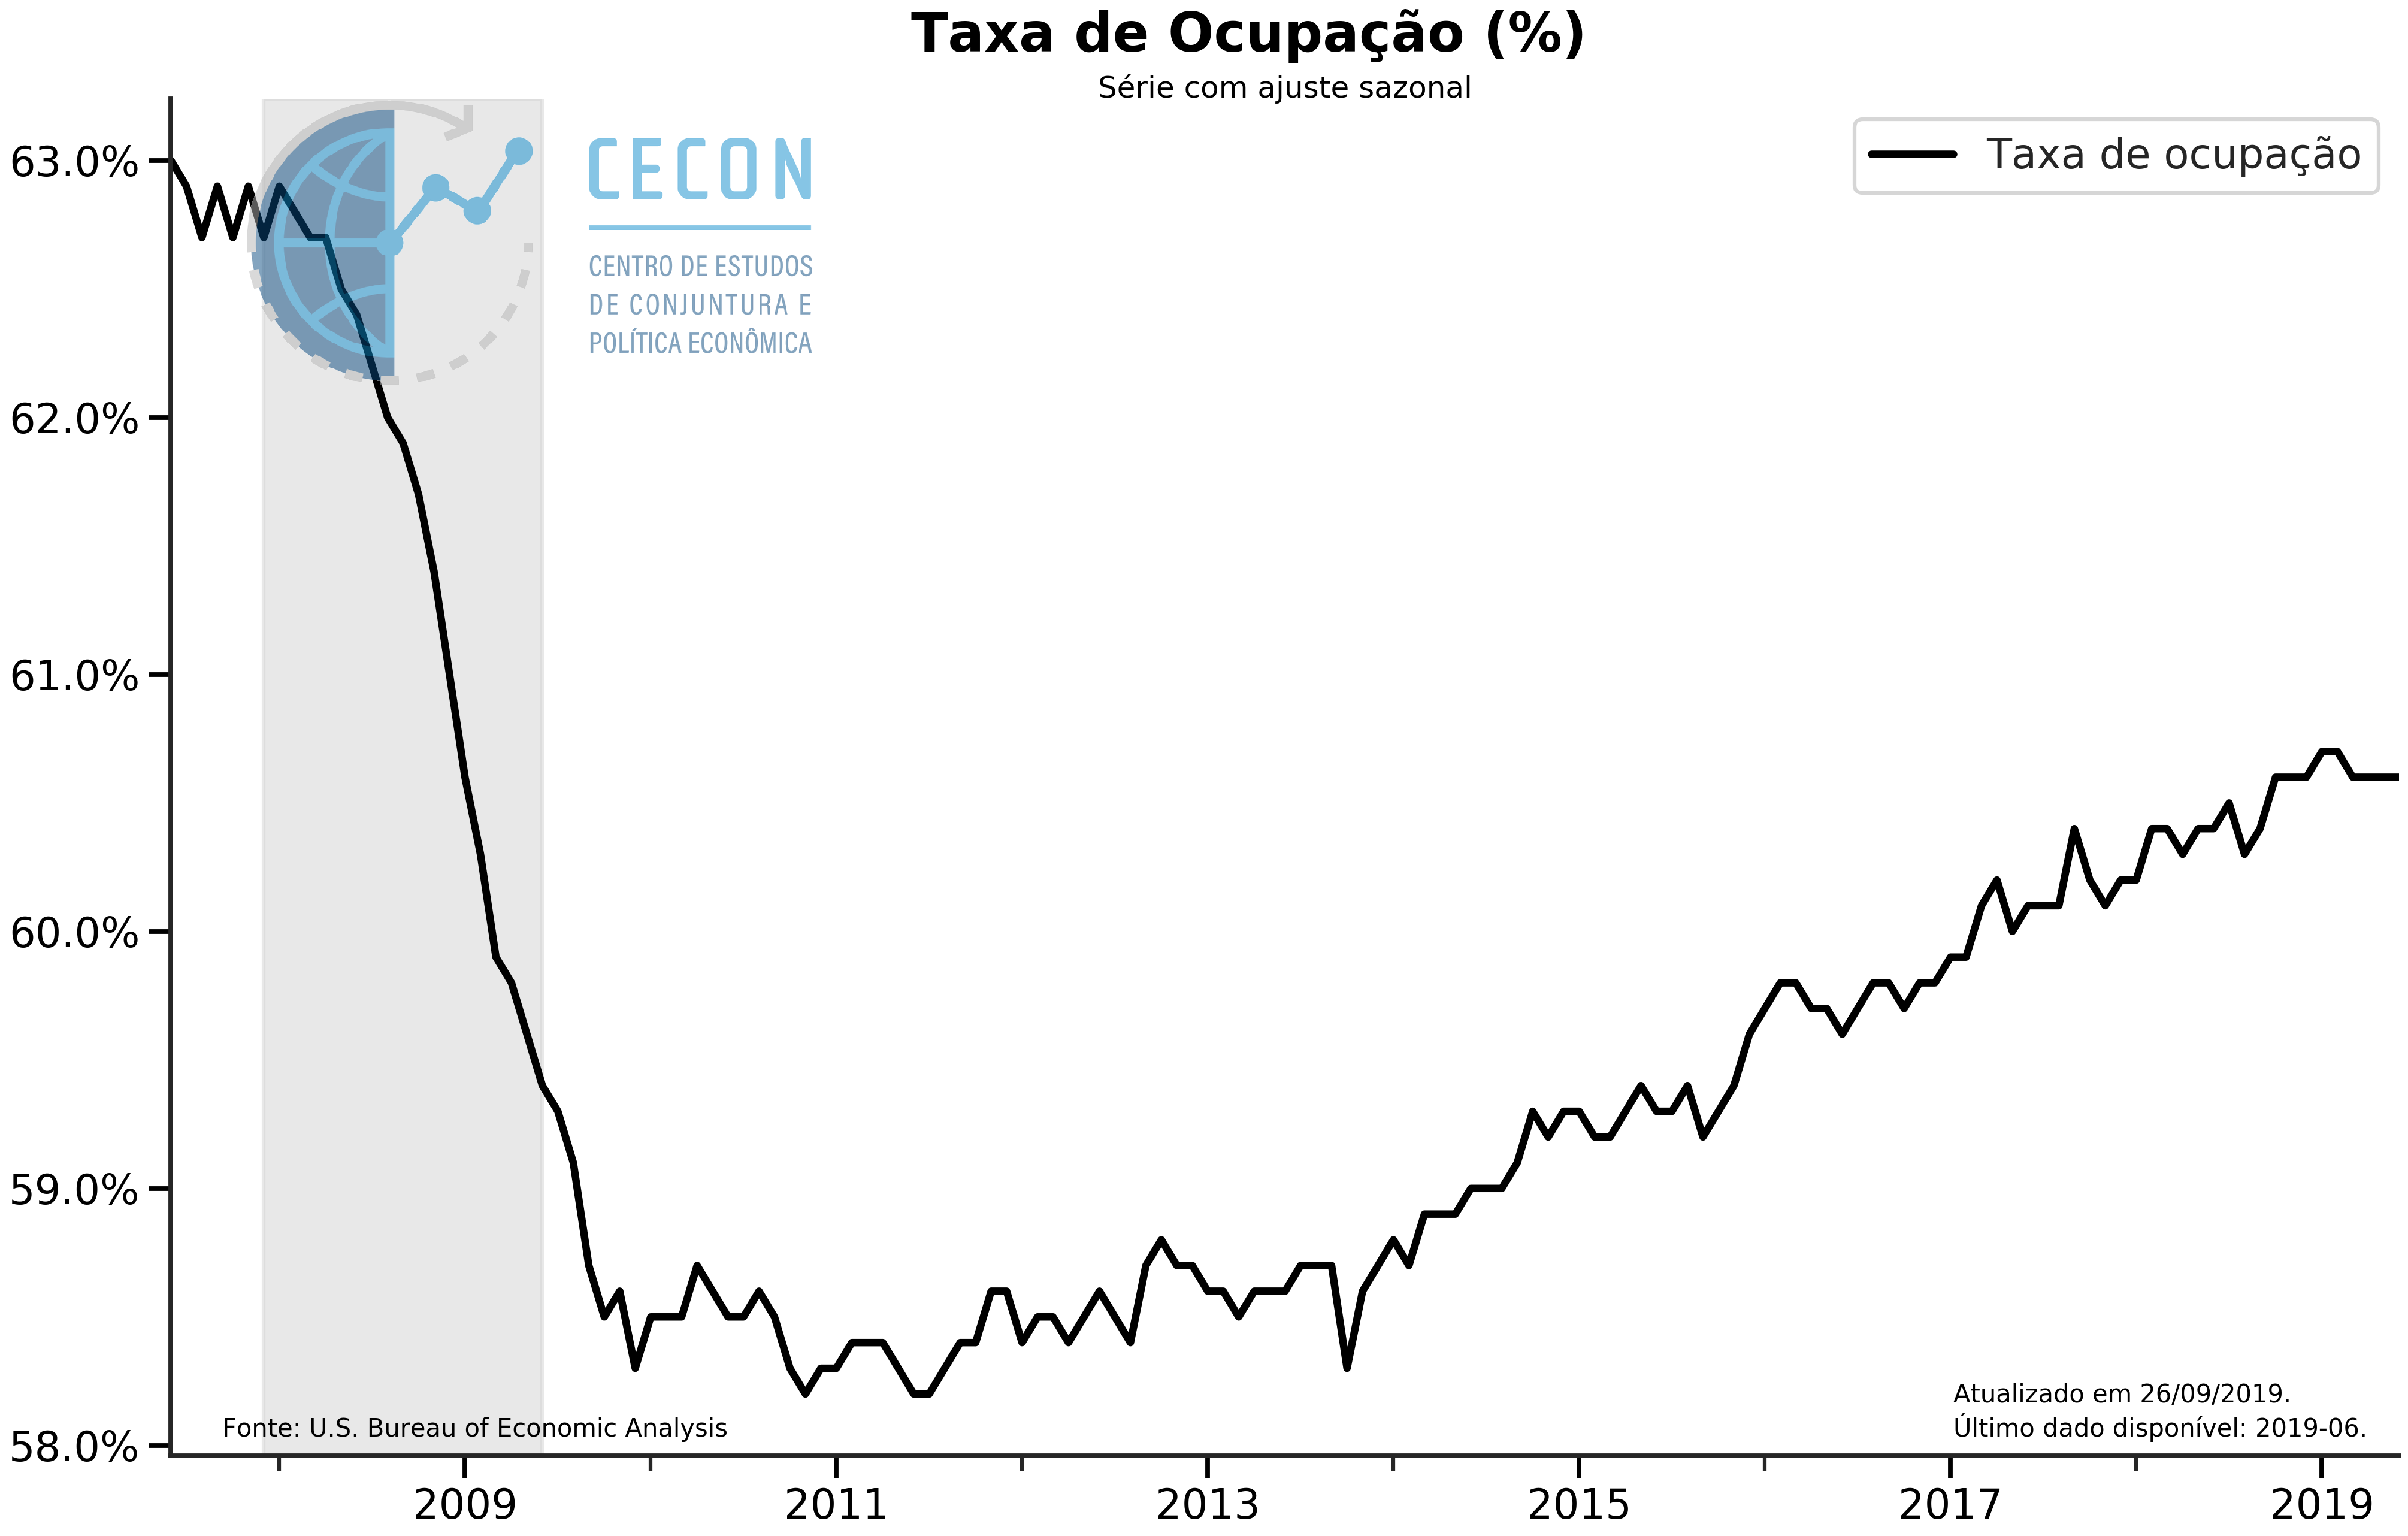 Taxa de Ocupação (%)
Série com ajuste sazonal
Taxa de ocupação
CECON
CENTRO DE ESTUDOS
DE CONJUNTURA E
POLÍTICA ECONÔMICA
63.0%
62.0%
61.0%
60.0%
59.0%
58.0%
Atualizado em 26/09/2019.
Fonte: U.S. Bureau of Economic Analysis
Último dado disponível: 2019-06.
2009
2011
2013
2015
2017
2019